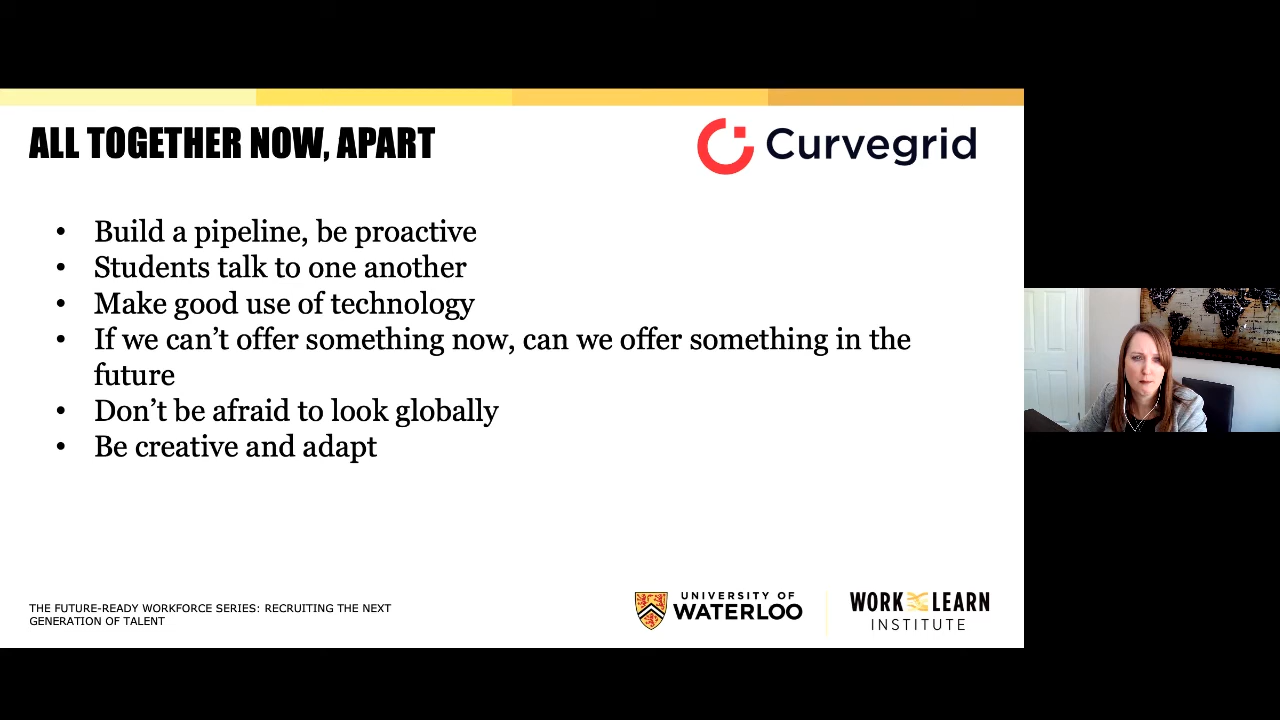 ALL TOGETHER NOW, APART
Curvegrid
• Build a pipeline, be proactive
• Students talk to one another
• Make good use of technology
• If we can’t offer something now, can we offer something in the
future
• Don’t be afraid to look globally
• Be creative and adapt
THE FUTURE-READY WORKFORCE SERIES: RECRUITING THE NEXT
GENERATION OF TALENT
UNIVERSITY OF
WATERLOO
WORK LEARN
INSTITUTE